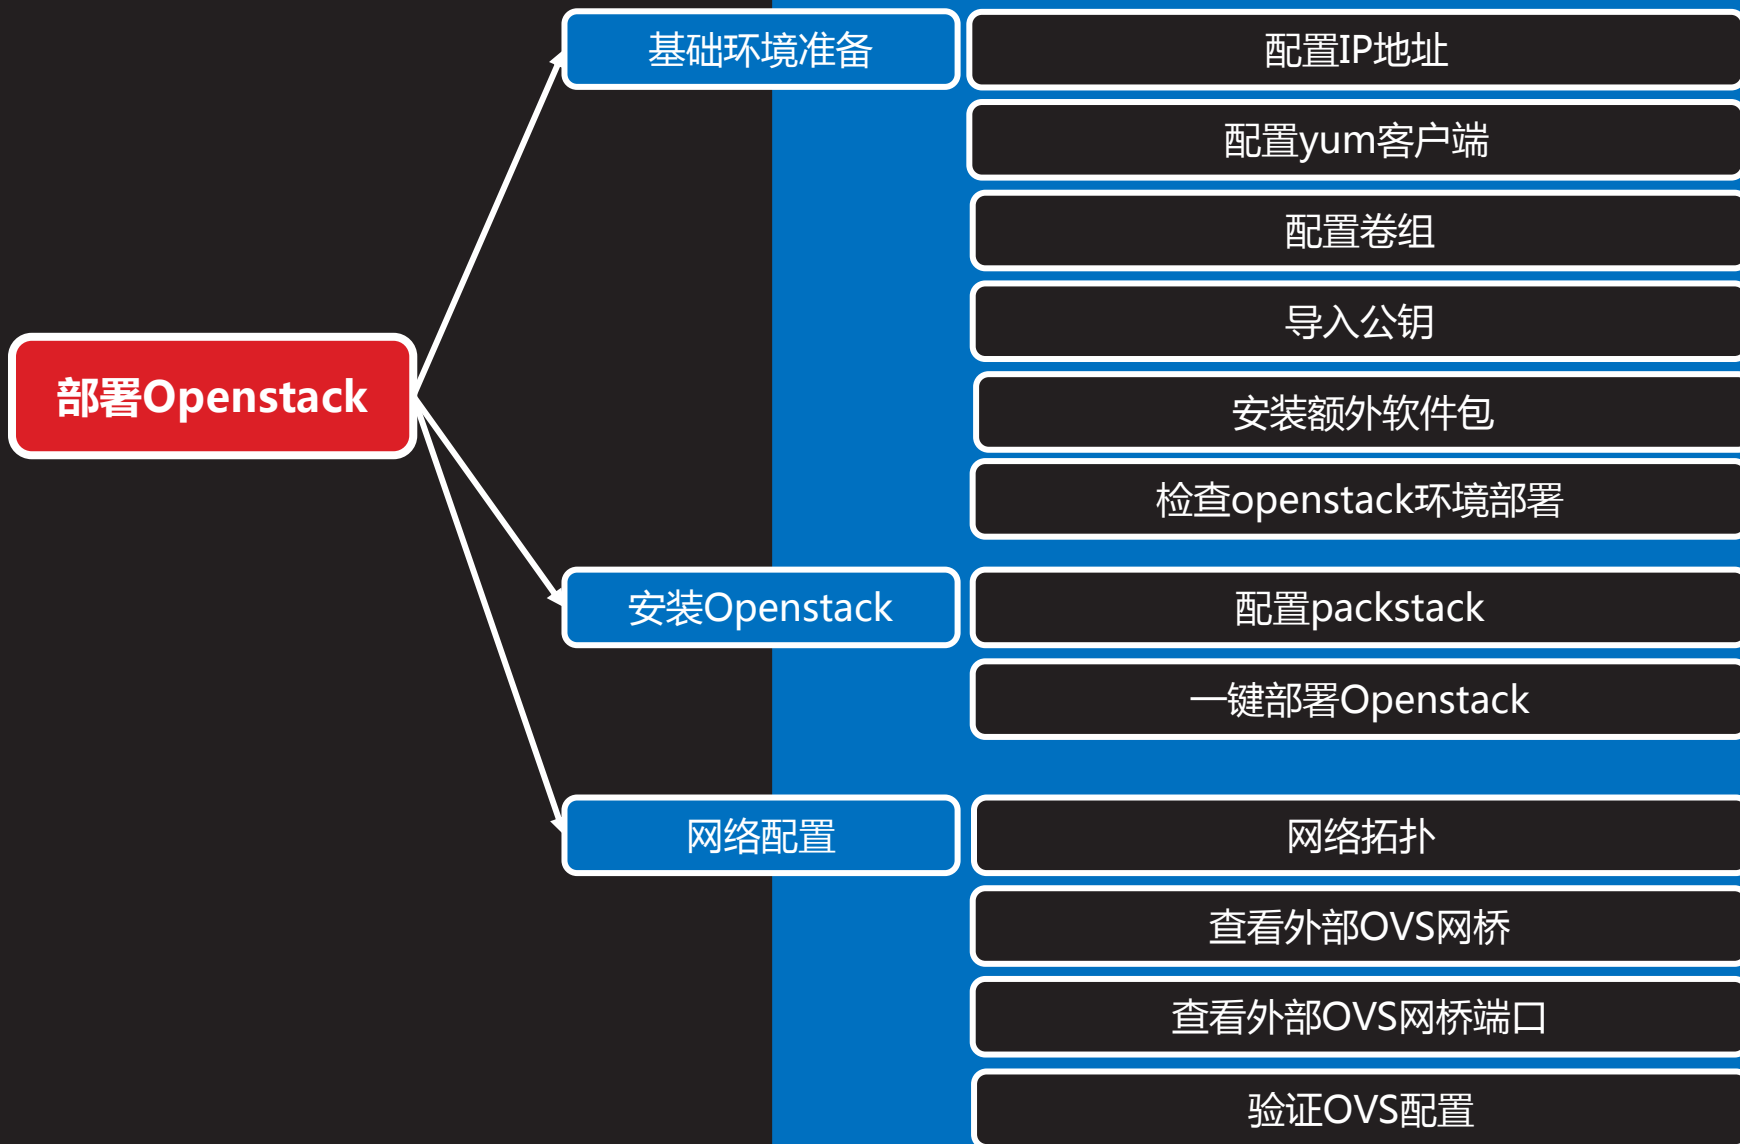 部署Openstack
基础环境准备
配置IP地址
配置yum客户端
配置卷组
导入公钥
安装额外软件包
检查openstack环境部署
安装Openstack
配置packstack
一键部署Openstack
网络配置
网络拓扑
查看外部OVS网桥
查看外部OVS网桥端口
验证OVS配置